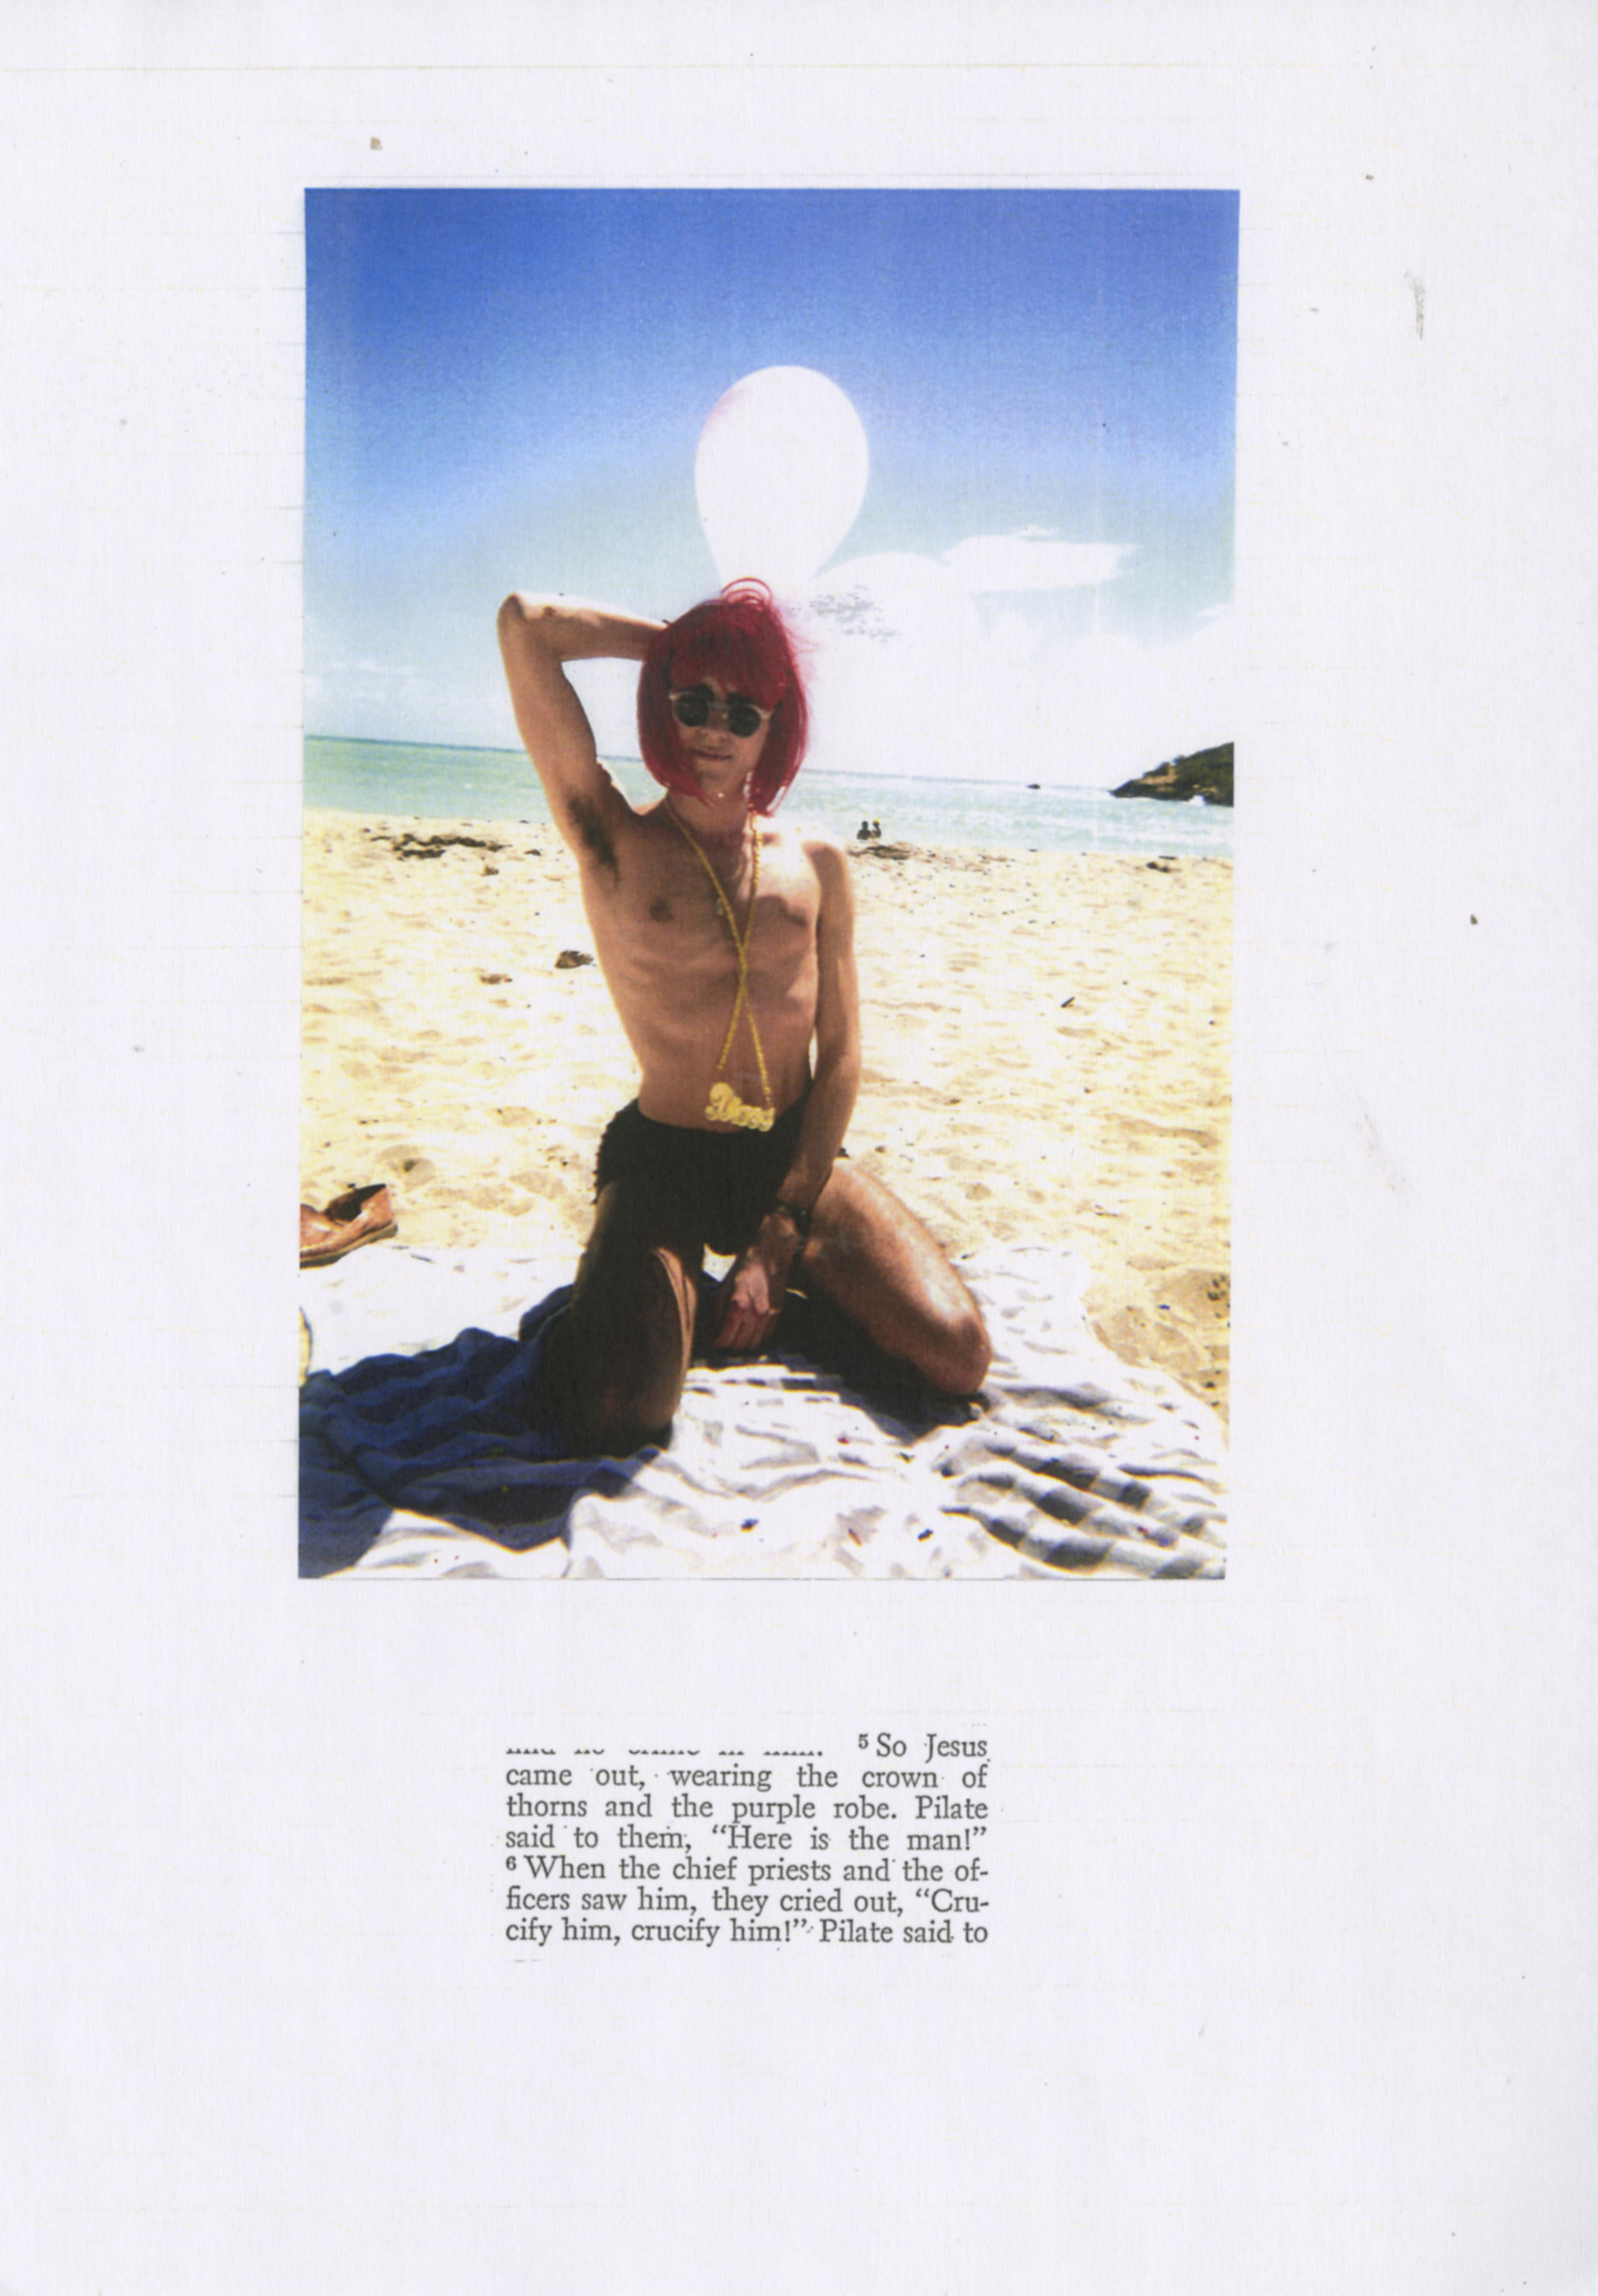 ⁵ So Jesus
came out, wearing the crown of
thorns and the purple robe. Pilate
said to them, “Here is the man!”
⁶ When the chief priests and the of-
ficers saw him, they cried out, “Cru-
cify him, crucify him!” Pilate said to